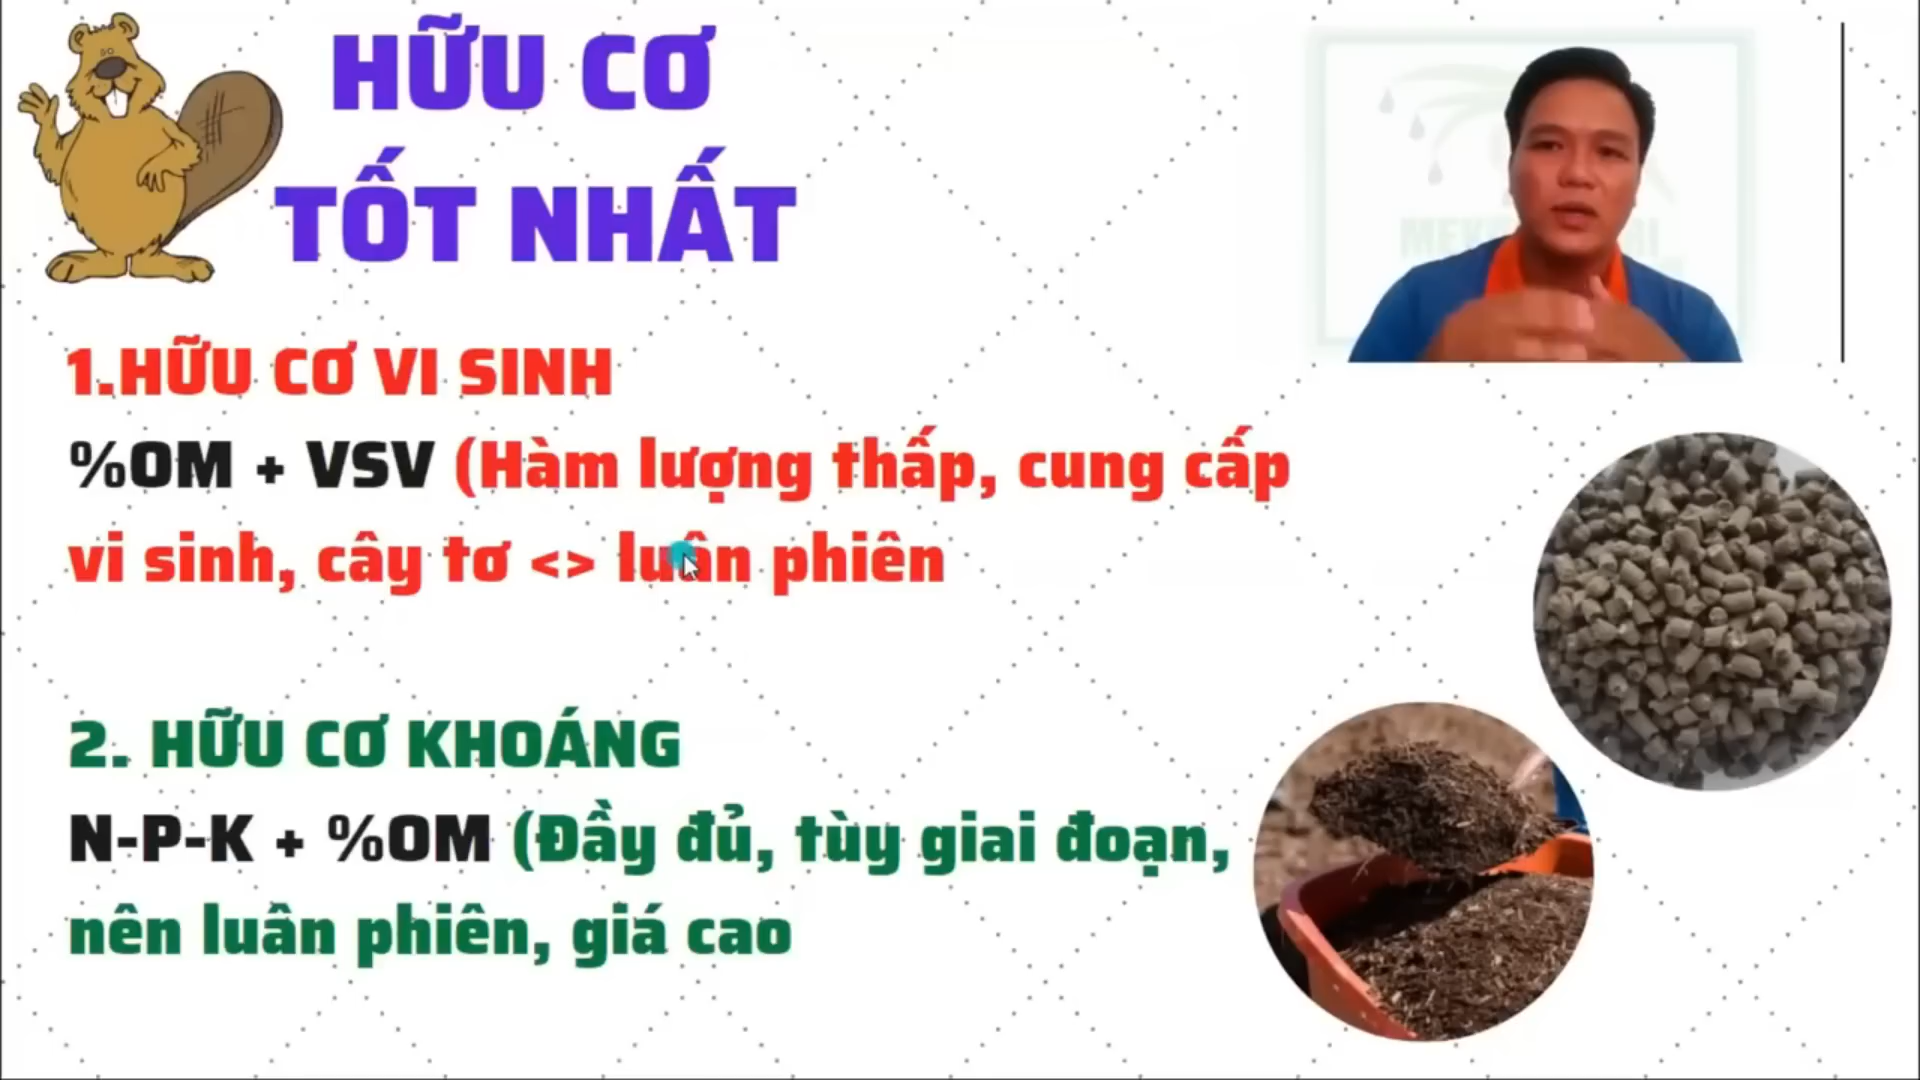 HỮU CƠ
TỐT NHẤT
1.HỮU CƠ VI SINH
%OM + VSV (Hàm lượng thấp, cung cấp
vi sinh, cây tơ <> luân phiên
2. HỮU CƠ KHOÁNG
N-P-K + %OM (Đầy đủ, tùy giai đoạn,
nên luân phiên, giá cao